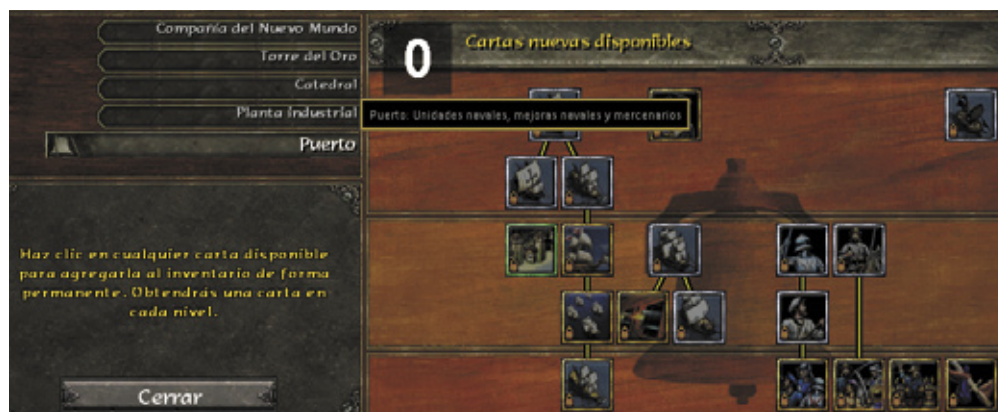 Compañía del Nuevo Mundo
Torre del Oro
Catedral
Planta industrial
Puerto
0
Cartas nuevas disponibles
Puerto: Unidades navales, mejoras navales y mercenarios
Haz clic en cualquier carta disponible
para agregarla al inventario de forma
permanente. Obtendrás una carta en
cada nivel.
Cerrar